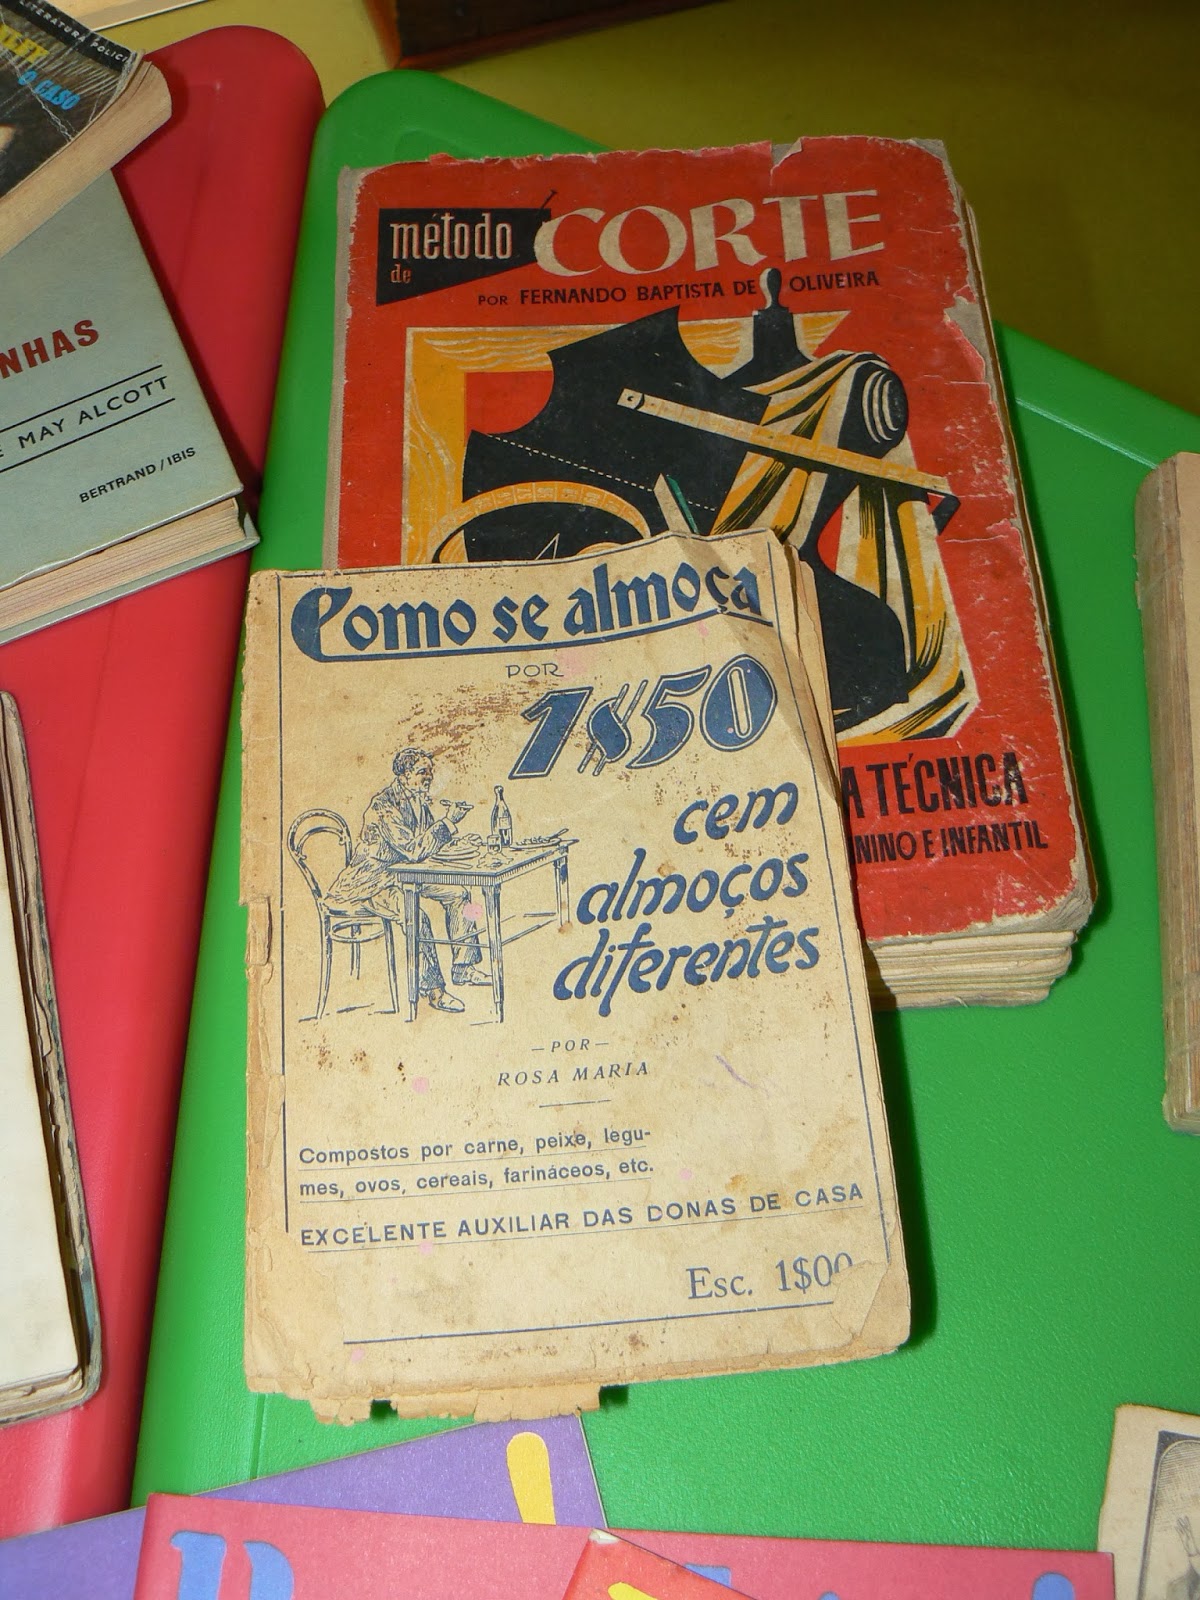 LITERATURA
O CASO
NHAS
MAY ALCOTT
BERTRAND / IBIS
método
de
CORTE
POR FERNANDO BAPTISTA DE OLIVEIRA
A TÉCNICA
NINO E INFANTIL
Como se almoça
POR
1$50
cem
almoços
diferentes
—POR—
ROSA MARIA
Compostos por carne, peixe, legu-
mes, ovos, cereais, farináceos, etc.
EXCELENTE AUXILIAR DAS DONAS DE CASA
Esc. 1$00